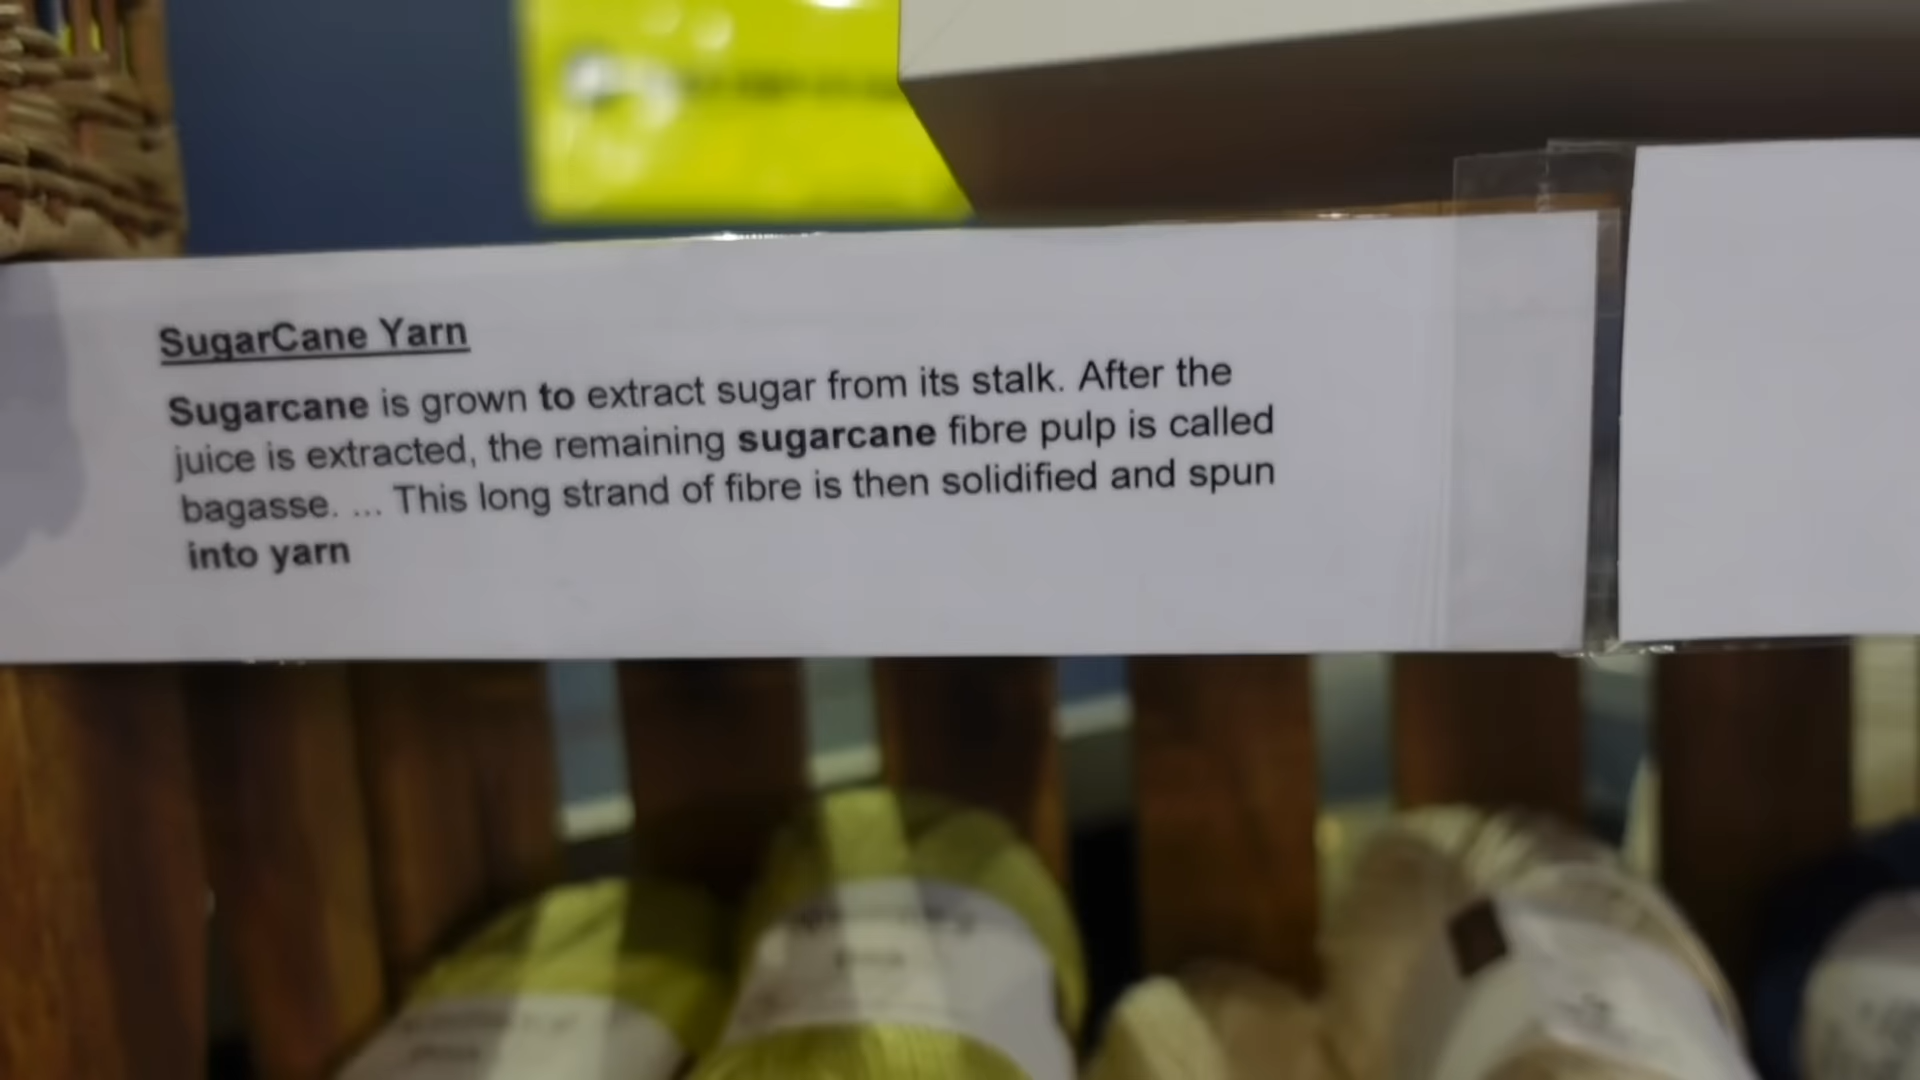 SugarCane Yarn
Sugarcane is grown to extract sugar from its stalk. After the
juice is extracted, the remaining sugarcane fibre pulp is called
bagasse. ... This long strand of fibre is then solidified and spun
into yarn